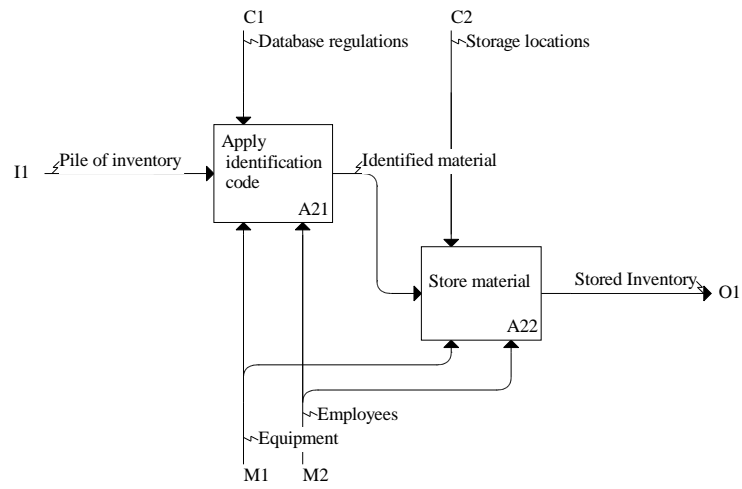 C1
C2
Database regulations
Storage locations
Apply
identification
code
A21
Pile of inventory
I1
Identified material
Store material
A22
Stored Inventory
O1
Employees
Equipment
M1
M2